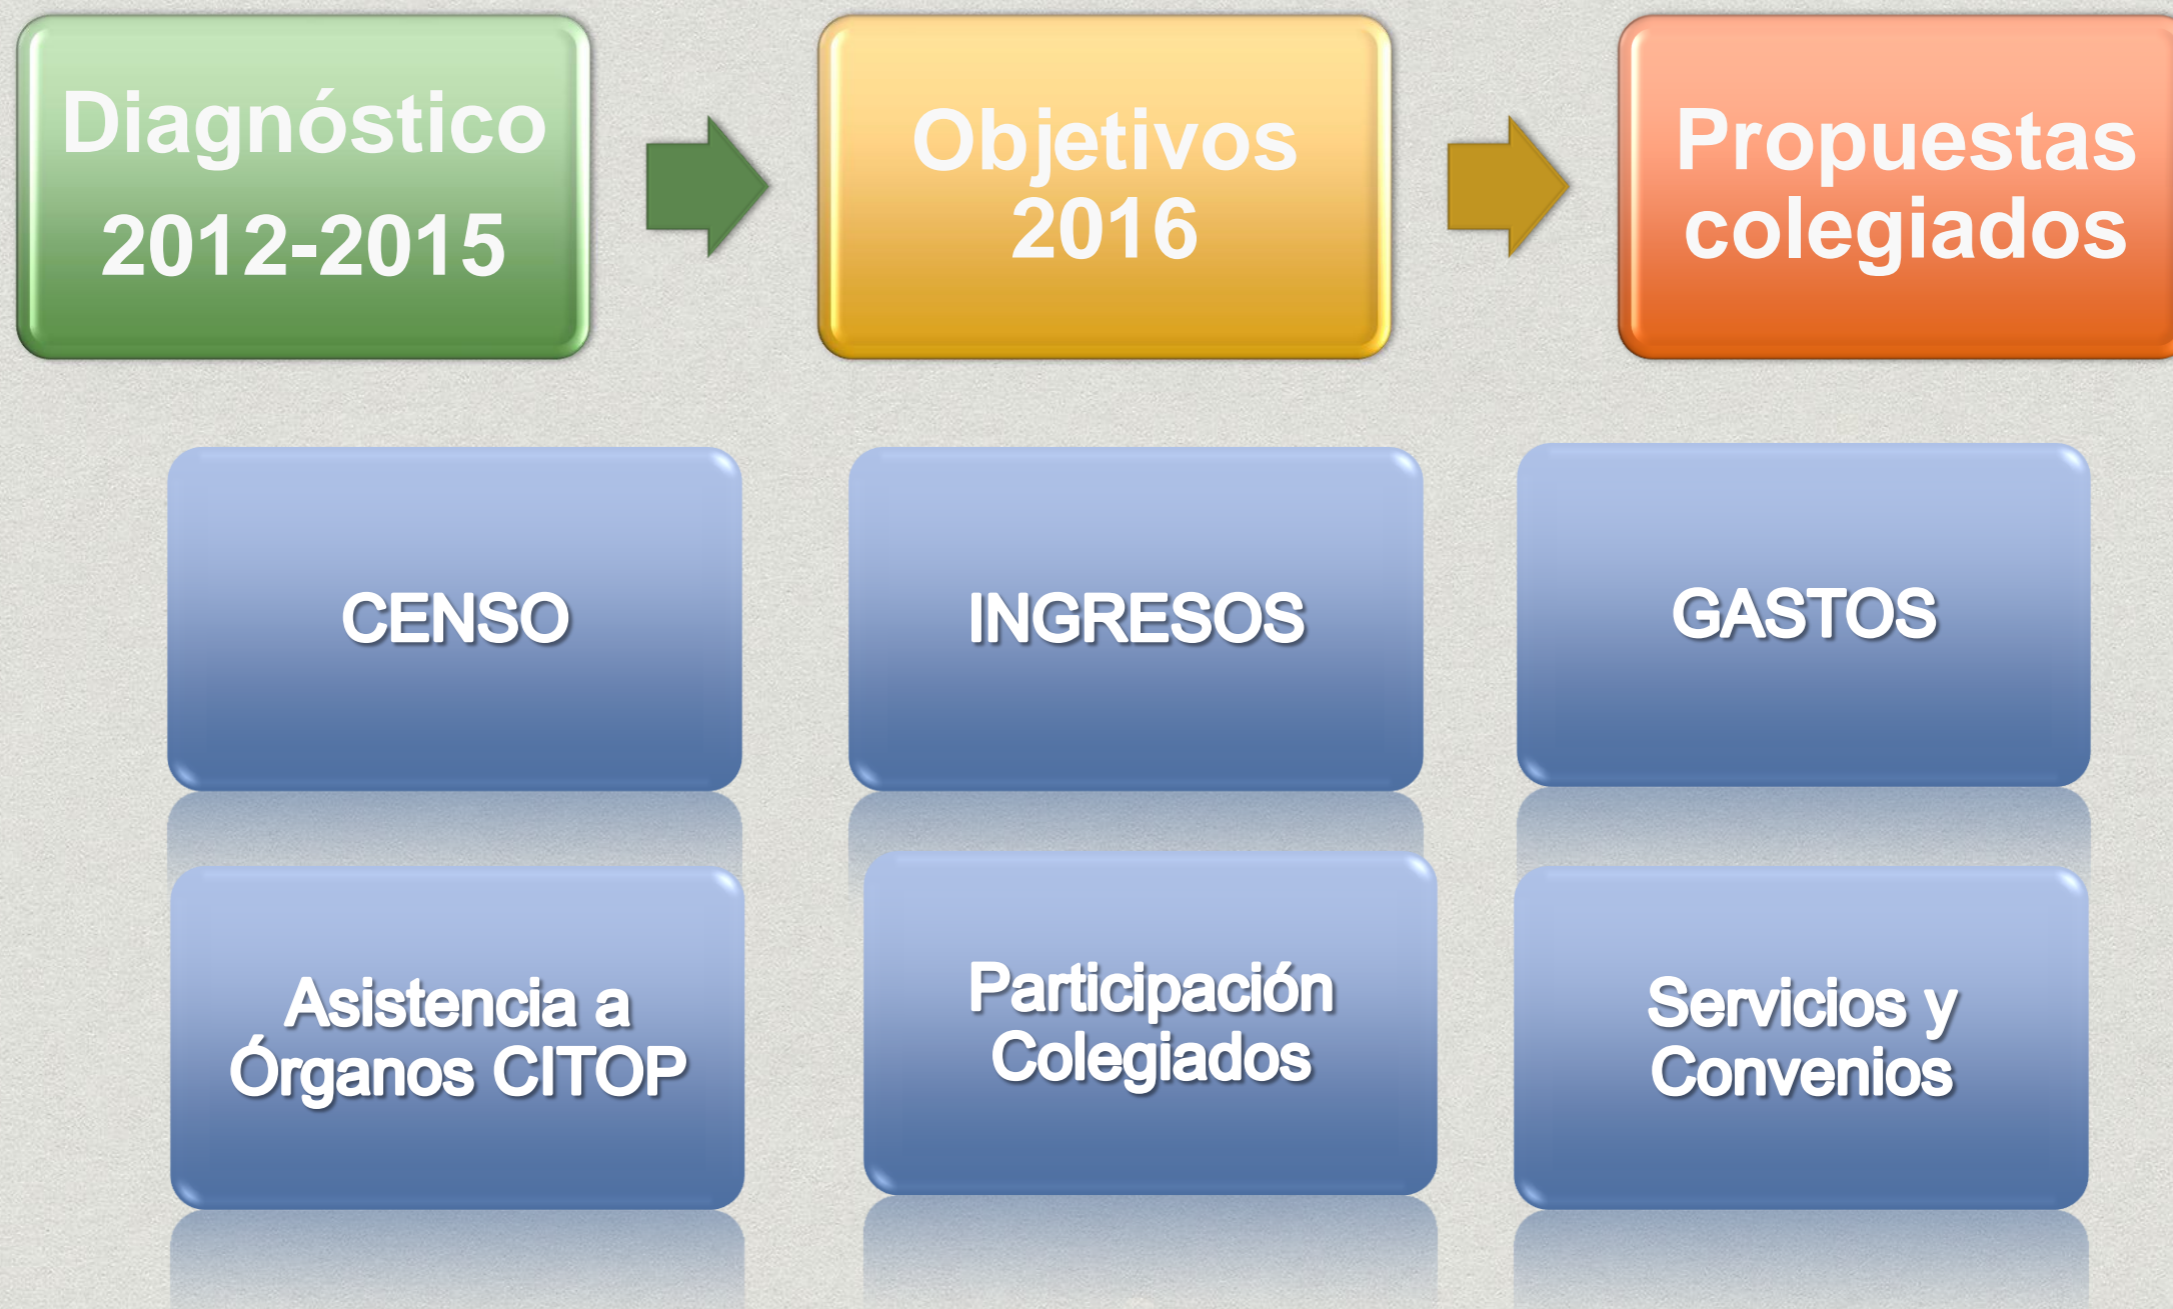 Diagnóstico
2012-2015
Objetivos
2016
Propuestas
colegiados
CENSO
INGRESOS
GASTOS
Asistencia a
Órganos CITOP
Participación
Colegiados
Servicios y
Convenios